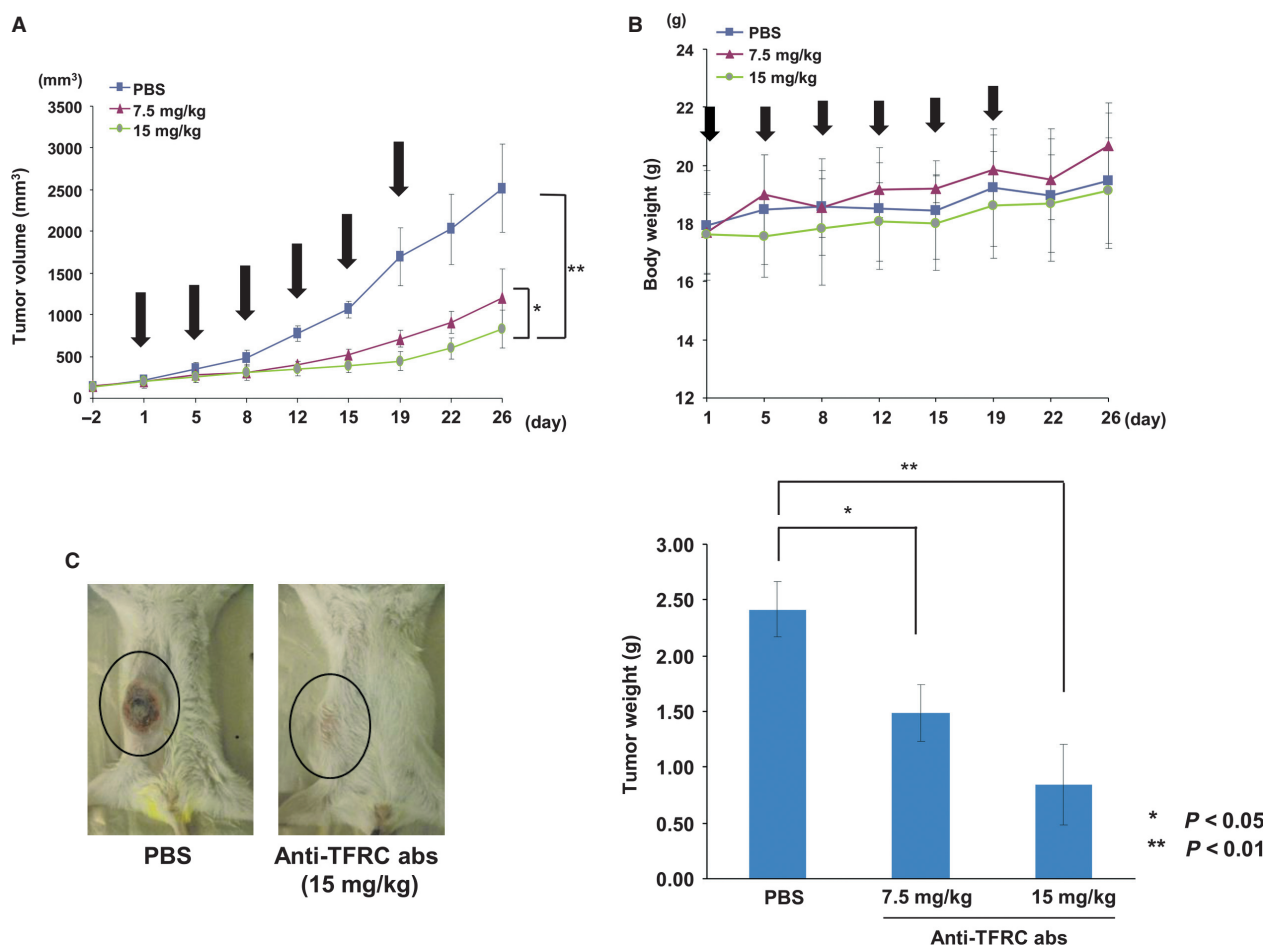 A
(mm³)
PBS
7.5 mg/kg
15 mg/kg
Tumor volume (mm³)
3500
3000
2500
2000
1500
1000
500
0
–2 1 5 8 12 15 19 22 26 (day)
**
*
B
(g)
PBS
7.5 mg/kg
15 mg/kg
Body weight (g)
24
22
20
18
16
14
12
1 5 8 12 15 19 22 26 (day)
C
PBS
Anti-TFRC abs
(15 mg/kg)
**
*
Tumor weight (g)
3.00
2.50
2.00
1.50
1.00
0.50
0.00
PBS 7.5 mg/kg 15 mg/kg
Anti-TFRC abs
* P < 0.05
** P < 0.01